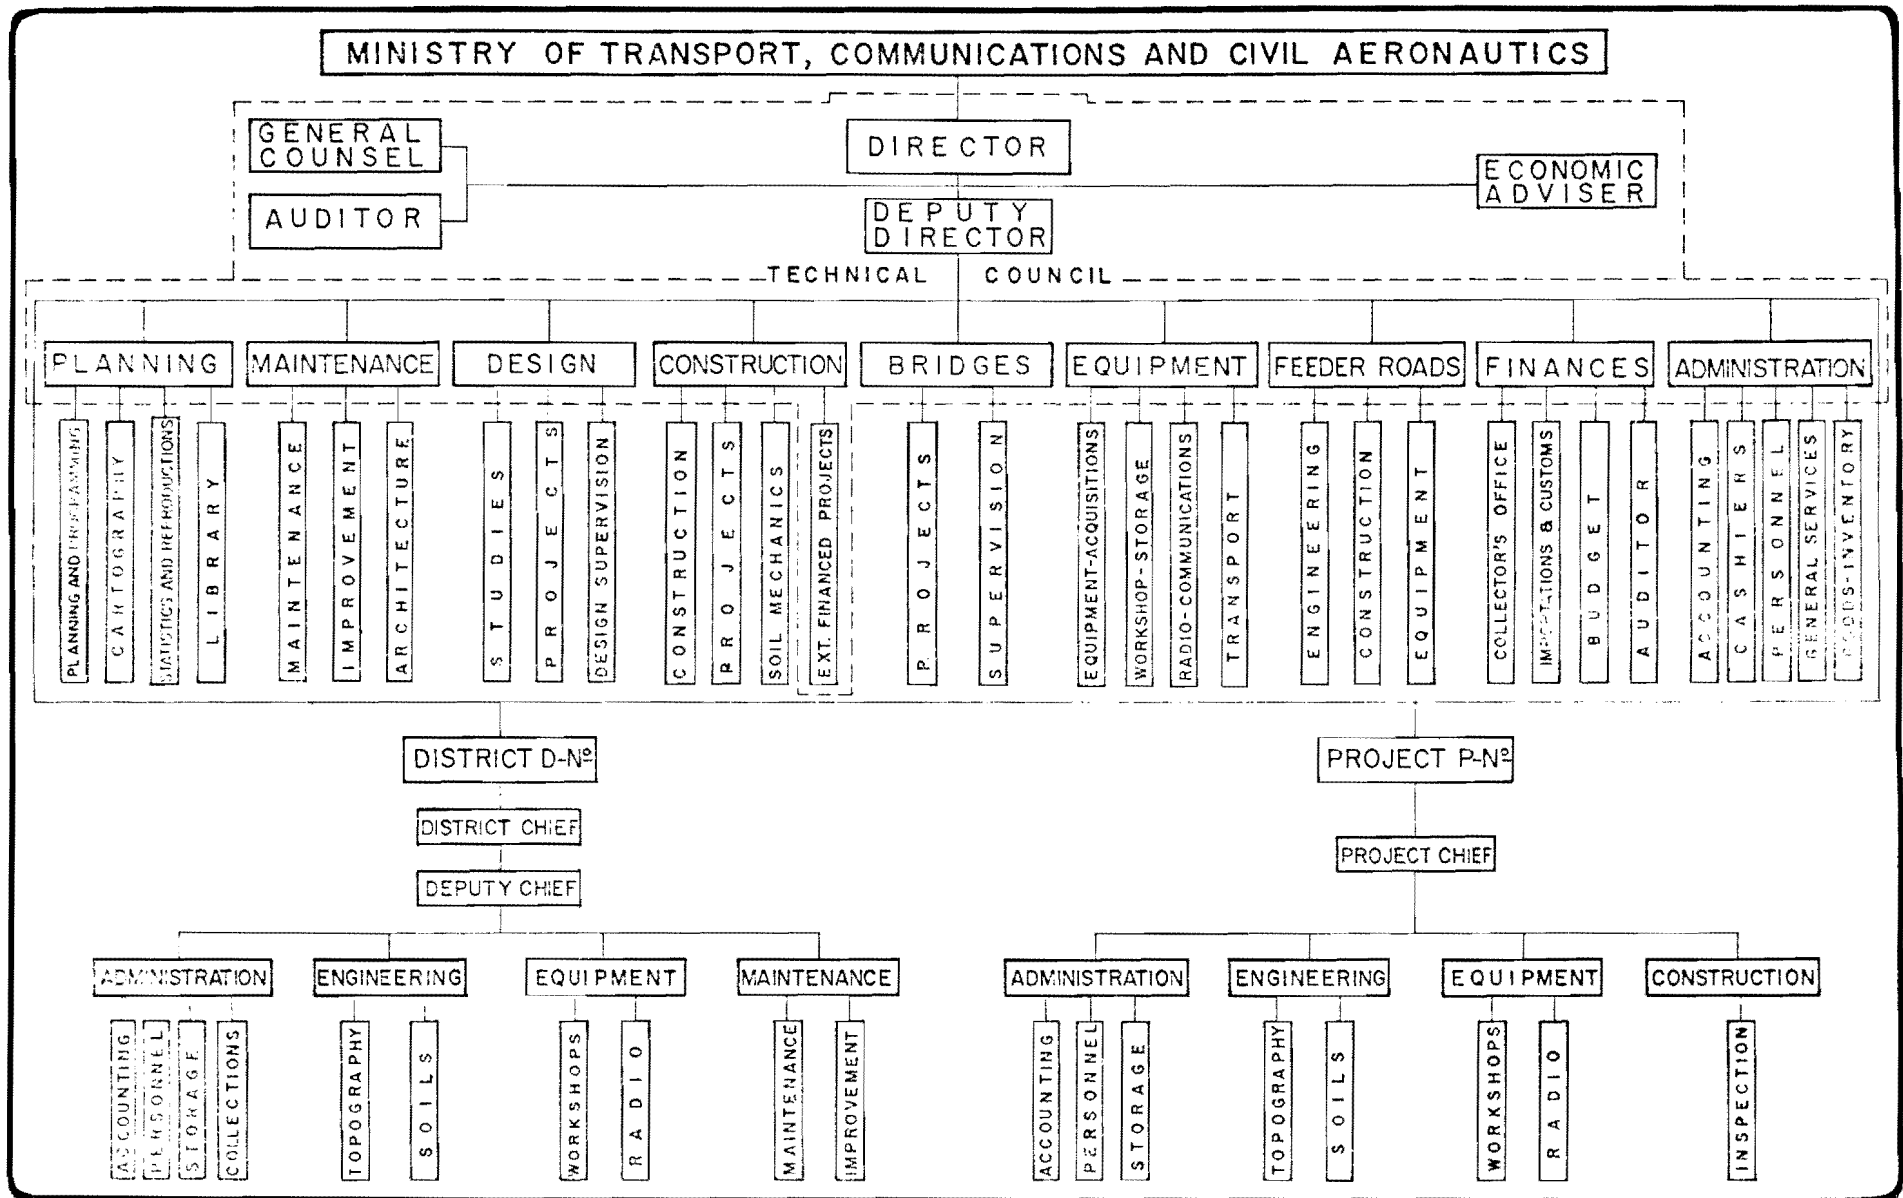 MINISTRY OF TRANSPORT, COMMUNICATIONS AND CIVIL AERONAUTICS
GENERAL
COUNSEL
DIRECTOR
ECONOMIC
ADVISER
AUDITOR
DEPUTY
DIRECTOR
TECHNICAL COUNCIL
PLANNING
MAINTENANCE
DESIGN
CONSTRUCTION
BRIDGES
EQUIPMENT
FEEDER ROADS
FINANCES
ADMINISTRATION
PLANNING AND PROGRAMMING
CARTOGRAPHY
STATISTICS AND REPRODUCTIONS
LIBRARY
MAINTENANCE
IMPROVEMENT
ARCHITECTURE
STUDIES
PROJECTS
DESIGN SUPERVISION
CONSTRUCTION
PROJECTS
SOIL MECHANICS
EXT. FINANCED PROJECTS
PROJECTS
SUPERVISION
EQUIPMENT-ACQUISITIONS
WORKSHOP-STORAGE
RADIO-COMMUNICATIONS
TRANSPORT
ENGINEERING
CONSTRUCTION
EQUIPMENT
COLLECTOR'S OFFICE
IMPORTATIONS & CUSTOMS
BUDGET
AUDITOR
ACCOUNTING
CASHIERS
PERSONNEL
GENERAL SERVICES
GOODS-INVENTORY
DISTRICT D-Nº
PROJECT P-Nº
DISTRICT CHIEF
PROJECT CHIEF
DEPUTY CHIEF
ADMINISTRATION
ENGINEERING
EQUIPMENT
MAINTENANCE
ADMINISTRATION
ENGINEERING
EQUIPMENT
CONSTRUCTION
ACCOUNTING
PERSONNEL
STORAGE
COLLECTIONS
TOPOGRAPHY
SOILS
WORKSHOPS
RADIO
MAINTENANCE
IMPROVEMENT
ACCOUNTING
PERSONNEL
STORAGE
TOPOGRAPHY
SOILS
WORKSHOPS
RADIO
INSPECTION